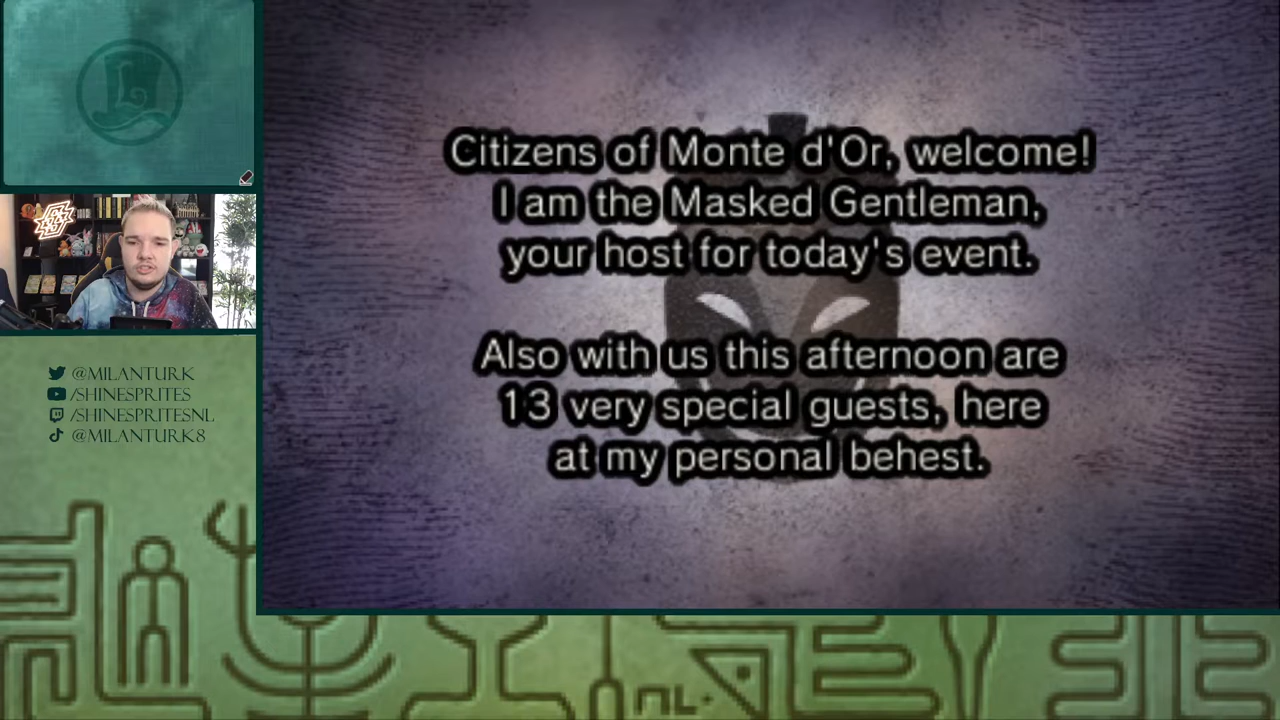 Citizens of Monte d'Or, welcome!
I am the Masked Gentleman,
your host for today's event.
Also with us this afternoon are
13 very special guests, here
at my personal behest.
@MILANTURK
/SHINESPRITES
/SHINESPRITESNL
@MILANTURK8